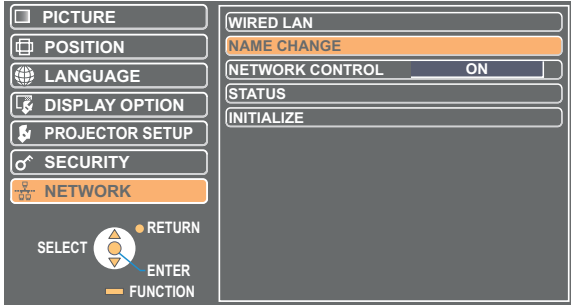 PICTURE
POSITION
LANGUAGE
DISPLAY OPTION
PROJECTOR SETUP
SECURITY
NETWORK
RETURN
SELECT
ENTER
FUNCTION
WIRED LAN
NAME CHANGE
NETWORK CONTROL ON
STATUS
INITIALIZE